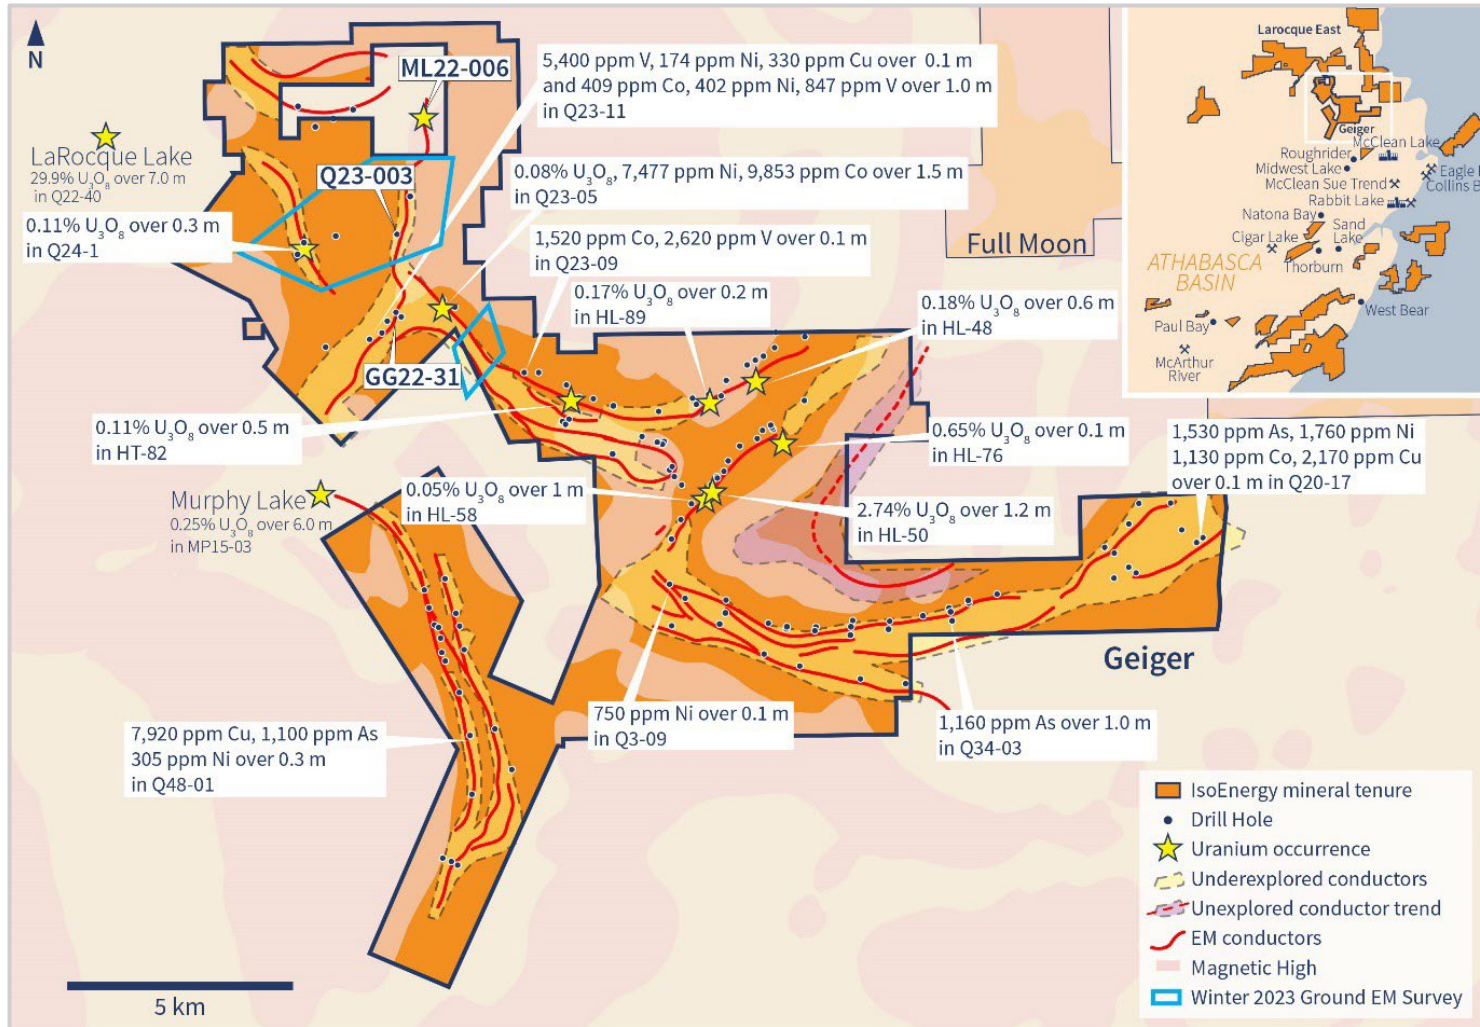 N
ML22-006
5,400 ppm V, 174 ppm Ni, 330 ppm Cu over 0.1 m
and 409 ppm Co, 402 ppm Ni, 847 ppm V over 1.0 m
in Q23-11
LaRocque Lake
29.9% U3O8 over 7.0 m
in Q22-40
Q23-003
0.08% U3O8, 7,477 ppm Ni, 9,853 ppm Co over 1.5 m
in Q23-05
0.11% U3O8 over 0.3 m
in Q24-1
1,520 ppm Co, 2,620 ppm V over 0.1 m
in Q23-09
Full Moon
0.17% U3O8 over 0.2 m
in HL-89
0.18% U3O8 over 0.6 m
in HL-48
GG22-31
0.11% U3O8 over 0.5 m
in HT-82
0.65% U3O8 over 0.1 m
in HL-76
1,530 ppm As, 1,760 ppm Ni
1,130 ppm Co, 2,170 ppm Cu
over 0.1 m in Q20-17
Murphy Lake
0.25% U3O8 over 6.0 m
in MP15-03
0.05% U3O8 over 1 m
in HL-58
2.74% U3O8 over 1.2 m
in HL-50
Geiger
750 ppm Ni over 0.1 m
in Q3-09
1,160 ppm As over 1.0 m
in Q34-03
7,920 ppm Cu, 1,100 ppm As
305 ppm Ni over 0.3 m
in Q48-01
5 km
Larocque East
Geiger
McClean Lake
Roughrider
Midwest Lake
McClean Sue Trend
Eagle
Collins
Rabbit Lake
Natona Bay
Sand
Lake
Cigar Lake
Thorburn
ATHABASCA
BASIN
West Bear
Paul Bay
McArthur
River
IsoEnergy mineral tenure
Drill Hole
Uranium occurrence
Underexplored conductors
Unexplored conductor trend
EM conductors
Magnetic High
Winter 2023 Ground EM Survey